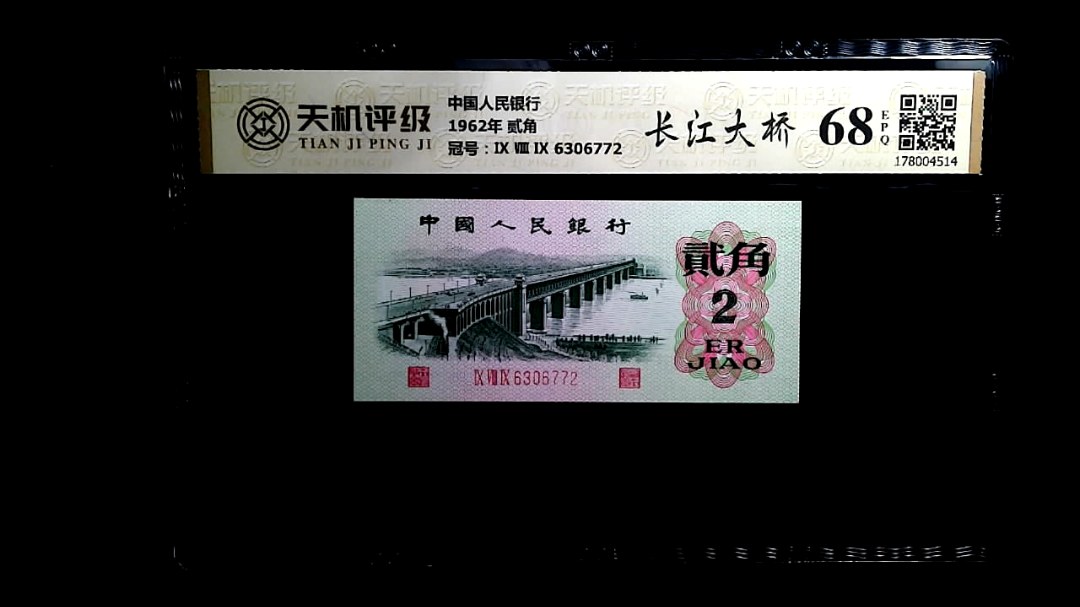 天机评级
TIAN JI PING JI
中国人民银行
1962年 贰角
冠号：IX VIII IX 6306772
长江大桥
68
EPQ
178004514
中國人民銀行
貳角
2
ER
JIAO
IX VIII IX 6306772